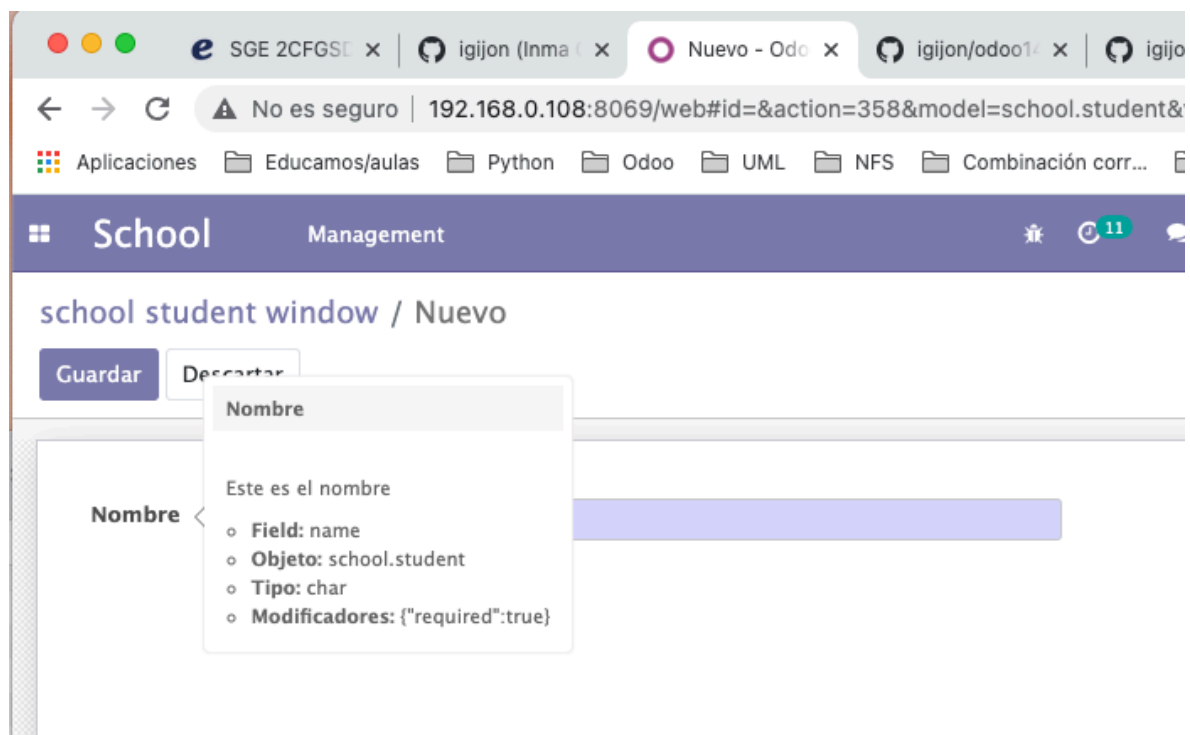 e SGE 2CFGSD igijon (Inma G Nuevo - Odo igijon/odoo14 igijo
No es seguro | 192.168.0.108:8069/web#id=&action=358&model=school.student&
Aplicaciones Educamos/aulas Python Odoo UML NFS Combinación corr...
School Management 11
school student window / Nuevo
Guardar Descartar
Nombre
Este es el nombre
Nombre
Field: name
Objeto: school.student
Tipo: char
Modificadores: {"required":true}